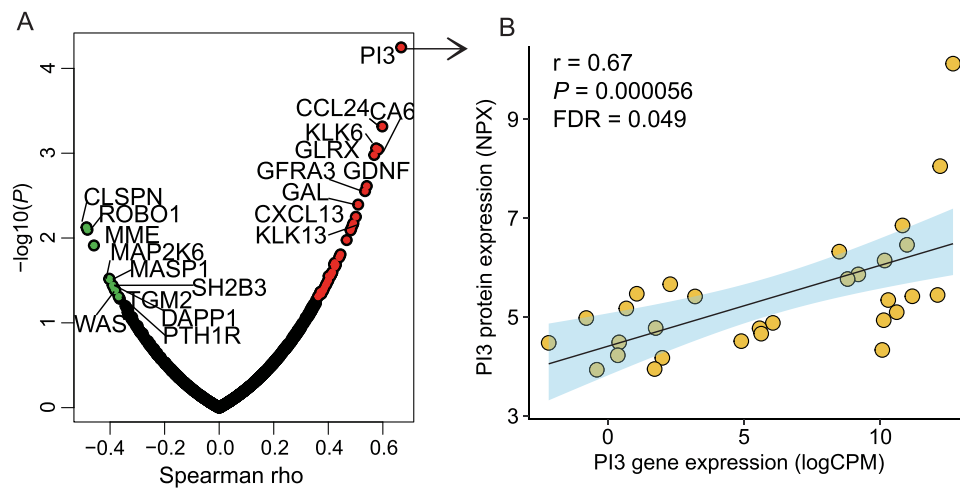 A
B
PI3
CCL24
CA6
KLK6
GLRX
GFRA3 GDNF
GAL
CXCL13
KLK13
CLSPN
ROBO1
MME
MAP2K6
MASP1
SH2B3
TGM2
DAPP1
WAS
PTH1R
4
3
2
1
0
−log10(P)
−0.4
−0.2
0.0
0.2
0.4
0.6
Spearman rho
r = 0.67
P = 0.000056
FDR = 0.049
9
7
5
3
PI3 protein expression (NPX)
0
5
10
PI3 gene expression (logCPM)